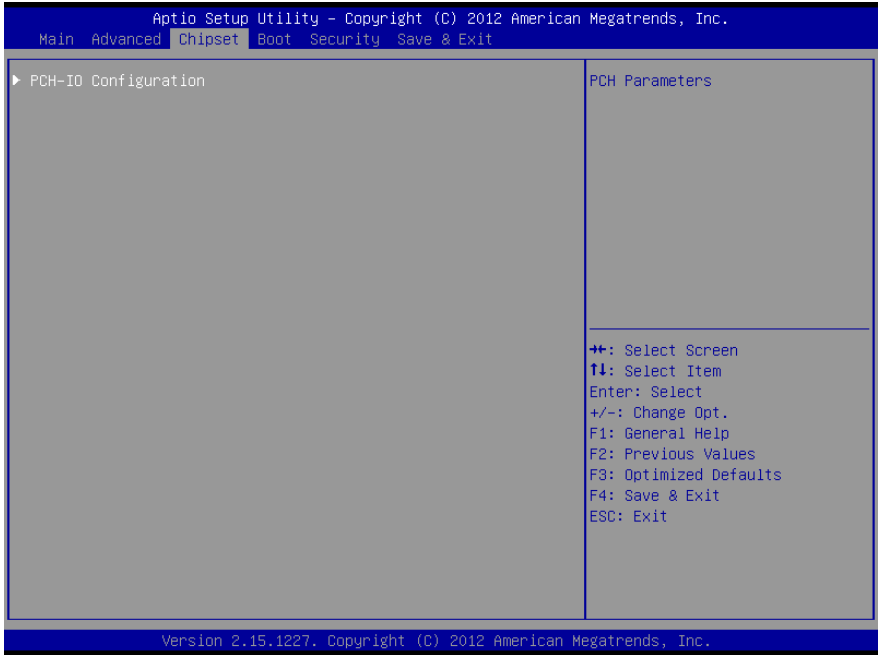 Aptio Setup Utility – Copyright (C) 2012 American Megatrends, Inc.
Main Advanced Chipset Boot Security Save & Exit
▶ PCH-IO Configuration
PCH Parameters
→←: Select Screen
↑↓: Select Item
Enter: Select
+/-: Change Opt.
F1: General Help
F2: Previous Values
F3: Optimized Defaults
F4: Save & Exit
ESC: Exit
Version 2.15.1227. Copyright (C) 2012 American Megatrends, Inc.